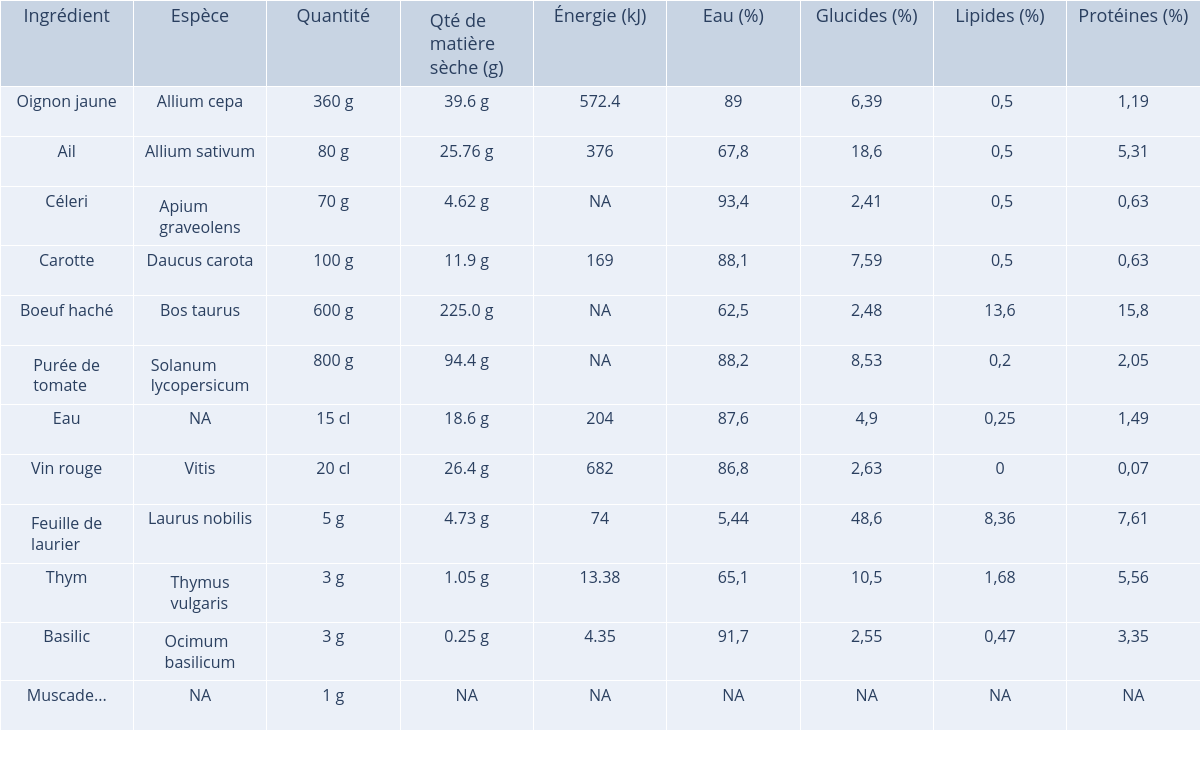 Ingrédient Espèce Quantité Qté de matière sèche (g) Énergie (kJ) Eau (%) Glucides (%) Lipides (%) Protéines (%)
Oignon jaune Allium cepa 360 g 39.6 g 572.4 89 6,39 0,5 1,19
Ail Allium sativum 80 g 25.76 g 376 67,8 18,6 0,5 5,31
Céleri Apium graveolens 70 g 4.62 g NA 93,4 2,41 0,5 0,63
Carotte Daucus carota 100 g 11.9 g 169 88,1 7,59 0,5 0,63
Boeuf haché Bos taurus 600 g 225.0 g NA 62,5 2,48 13,6 15,8
Purée de tomate Solanum lycopersicum 800 g 94.4 g NA 88,2 8,53 0,2 2,05
Eau NA 15 cl 18.6 g 204 87,6 4,9 0,25 1,49
Vin rouge Vitis 20 cl 26.4 g 682 86,8 2,63 0 0,07
Feuille de laurier Laurus nobilis 5 g 4.73 g 74 5,44 48,6 8,36 7,61
Thym Thymus vulgaris 3 g 1.05 g 13.38 65,1 10,5 1,68 5,56
Basilic Ocimum basilicum 3 g 0.25 g 4.35 91,7 2,55 0,47 3,35
Muscade... NA 1 g NA NA NA NA NA NA